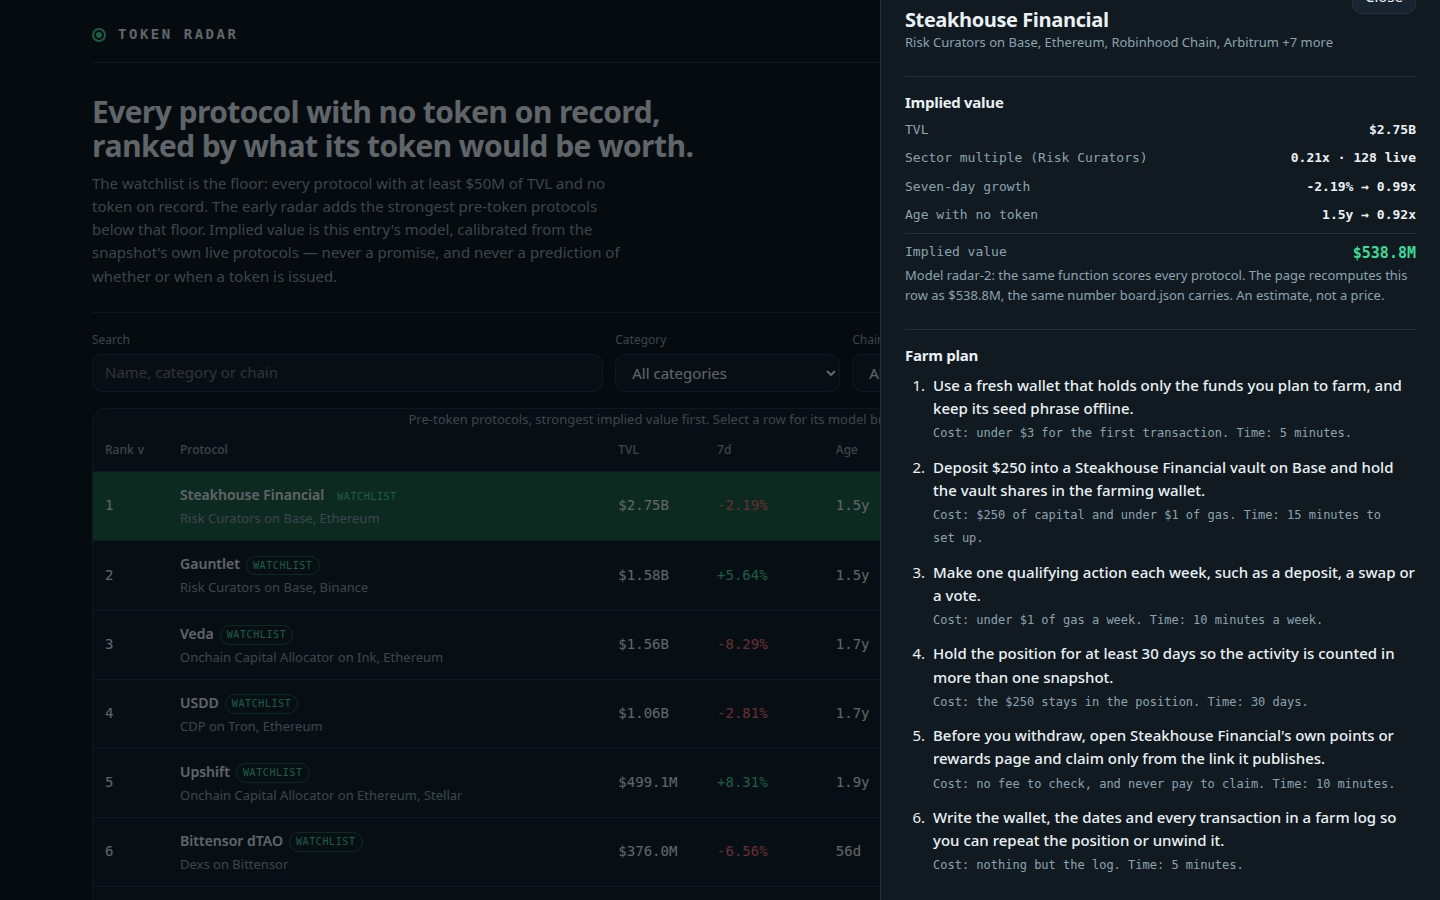 TOKEN RADAR
Every protocol with no token on record,
ranked by what its token would be worth.
The watchlist is the floor: every protocol with at least $50M of TVL and no
token on record. The early radar adds the strongest pre-token protocols
below that floor. Implied value is this entry's model, calibrated from the
snapshot's own live protocols — never a promise, and never a prediction of
whether or when a token is issued.
Search
Category
Name, category or chain
All categories
Pre-token protocols, strongest implied value first. Select a row for its model
Rank v
Protocol
TVL
7d
Age
1
Steakhouse Financial
WATCHLIST
Risk Curators on Base, Ethereum
$2.75B
-2.19%
1.5y
2
Gauntlet
WATCHLIST
Risk Curators on Base, Binance
$1.58B
+5.64%
1.5y
3
Veda
WATCHLIST
Onchain Capital Allocator on Ink, Ethereum
$1.56B
-8.29%
1.7y
4
USDD
WATCHLIST
CDP on Tron, Ethereum
$1.06B
-2.81%
1.7y
5
Upshift
WATCHLIST
Onchain Capital Allocator on Ethereum, Stellar
$499.1M
+8.31%
1.9y
6
Bittensor dTAO
WATCHLIST
Dexs on Bittensor
$376.0M
-6.56%
56d
Steakhouse Financial
Risk Curators on Base, Ethereum, Robinhood Chain, Arbitrum +7 more
Implied value
TVL
$2.75B
Sector multiple (Risk Curators)
0.21x · 128 live
Seven-day growth
-2.19% → 0.99x
Age with no token
1.5y → 0.92x
Implied value
$538.8M
Model radar-2: the same function scores every protocol. The page recomputes this
row as $538.8M, the same number board.json carries. An estimate, not a price.
Farm plan
1. Use a fresh wallet that holds only the funds you plan to farm, and
keep its seed phrase offline.
Cost: under $3 for the first transaction. Time: 5 minutes.
2. Deposit $250 into a Steakhouse Financial vault on Base and hold
the vault shares in the farming wallet.
Cost: $250 of capital and under $1 of gas. Time: 15 minutes to
set up.
3. Make one qualifying action each week, such as a deposit, a swap or
a vote.
Cost: under $1 of gas a week. Time: 10 minutes a week.
4. Hold the position for at least 30 days so the activity is counted in
more than one snapshot.
Cost: the $250 stays in the position. Time: 30 days.
5. Before you withdraw, open Steakhouse Financial's own points or
rewards page and claim only from the link it publishes.
Cost: no fee to check, and never pay to claim. Time: 10 minutes.
6. Write the wallet, the dates and every transaction in a farm log so
you can repeat the position or unwind it.
Cost: nothing but the log. Time: 5 minutes.